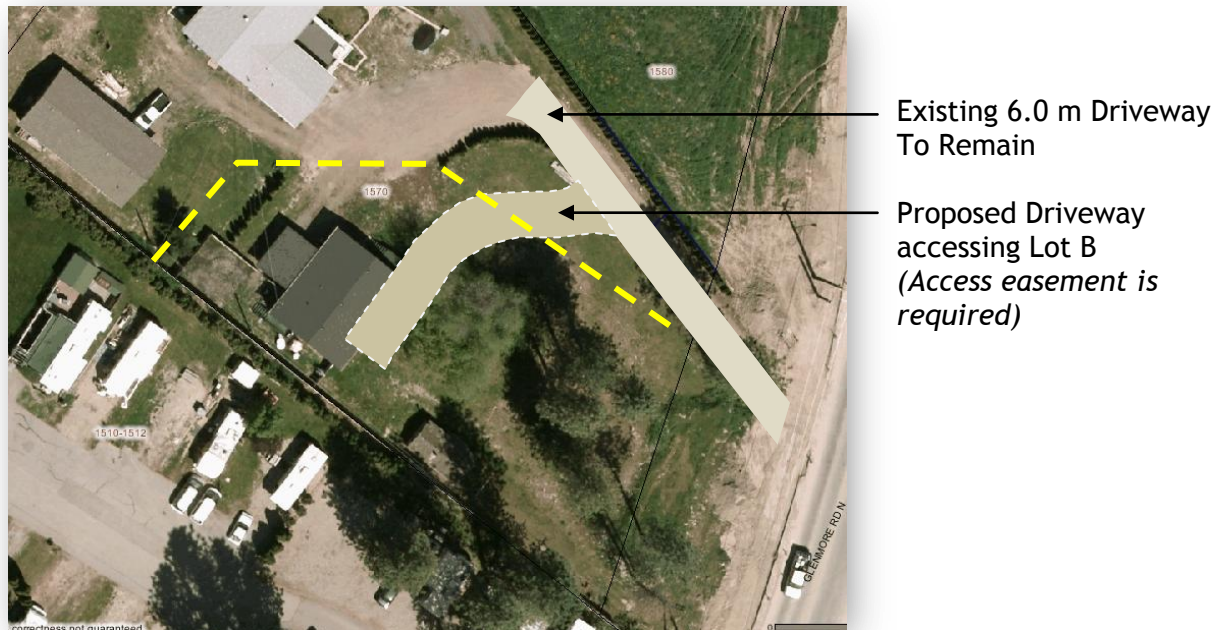 1580
Existing 6.0 m Driveway
To Remain
1570
Proposed Driveway
accessing Lot B
(Access easement is
required)
1510-1512
GLENMORE RD N
correctness not guaranteed
0